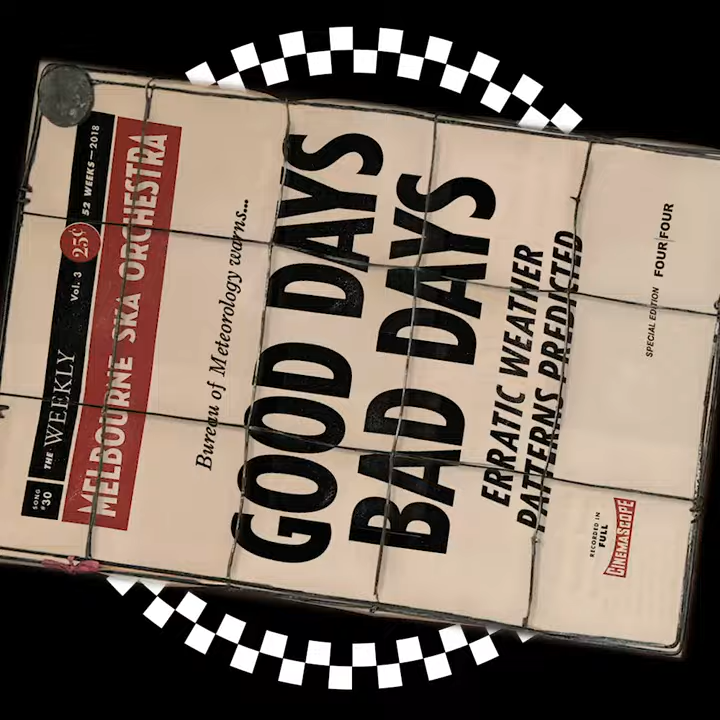 SONG #30
THE WEEKLY Vol. 3 25¢ 52 WEEKS—2018
MELBOURNE SKA ORCHESTRA
Bureau of Meteorology warns...
GOOD DAYS
BAD DAYS
ERRATIC WEATHER
PATTERNS PREDICTED
RECORDED IN
FULL
CINEMASCOPE
SPECIAL EDITION FOUR FOUR